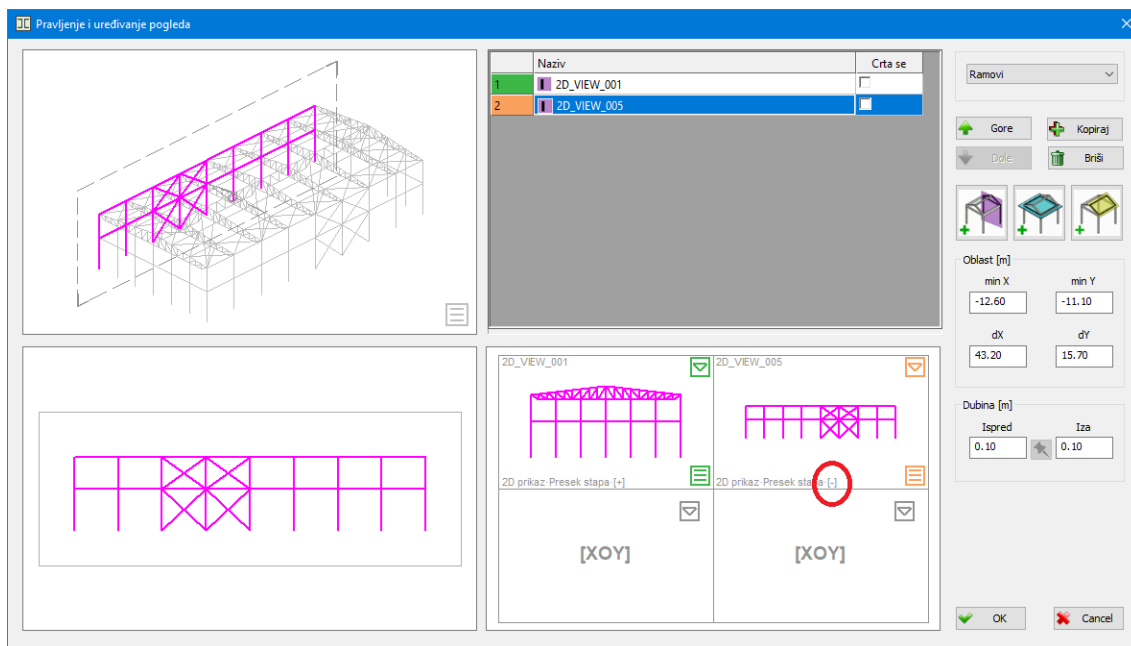 Pravljenje i uređivanje pogleda
Naziv Crta se
1 2D_VIEW_001
2 2D_VIEW_005
Ramovi
Gore Kopiraj
Dole Briši
Oblast [m]
min X min Y
-12.60 -11.10
dX dY
43.20 15.70
Dubina [m]
Ispred Iza
0.10 0.10
2D_VIEW_001 2D_VIEW_005
2D prikaz-Presek stapa-[+] 2D prikaz-Presek stapa-[-]
[XOY] [XOY]
OK Cancel